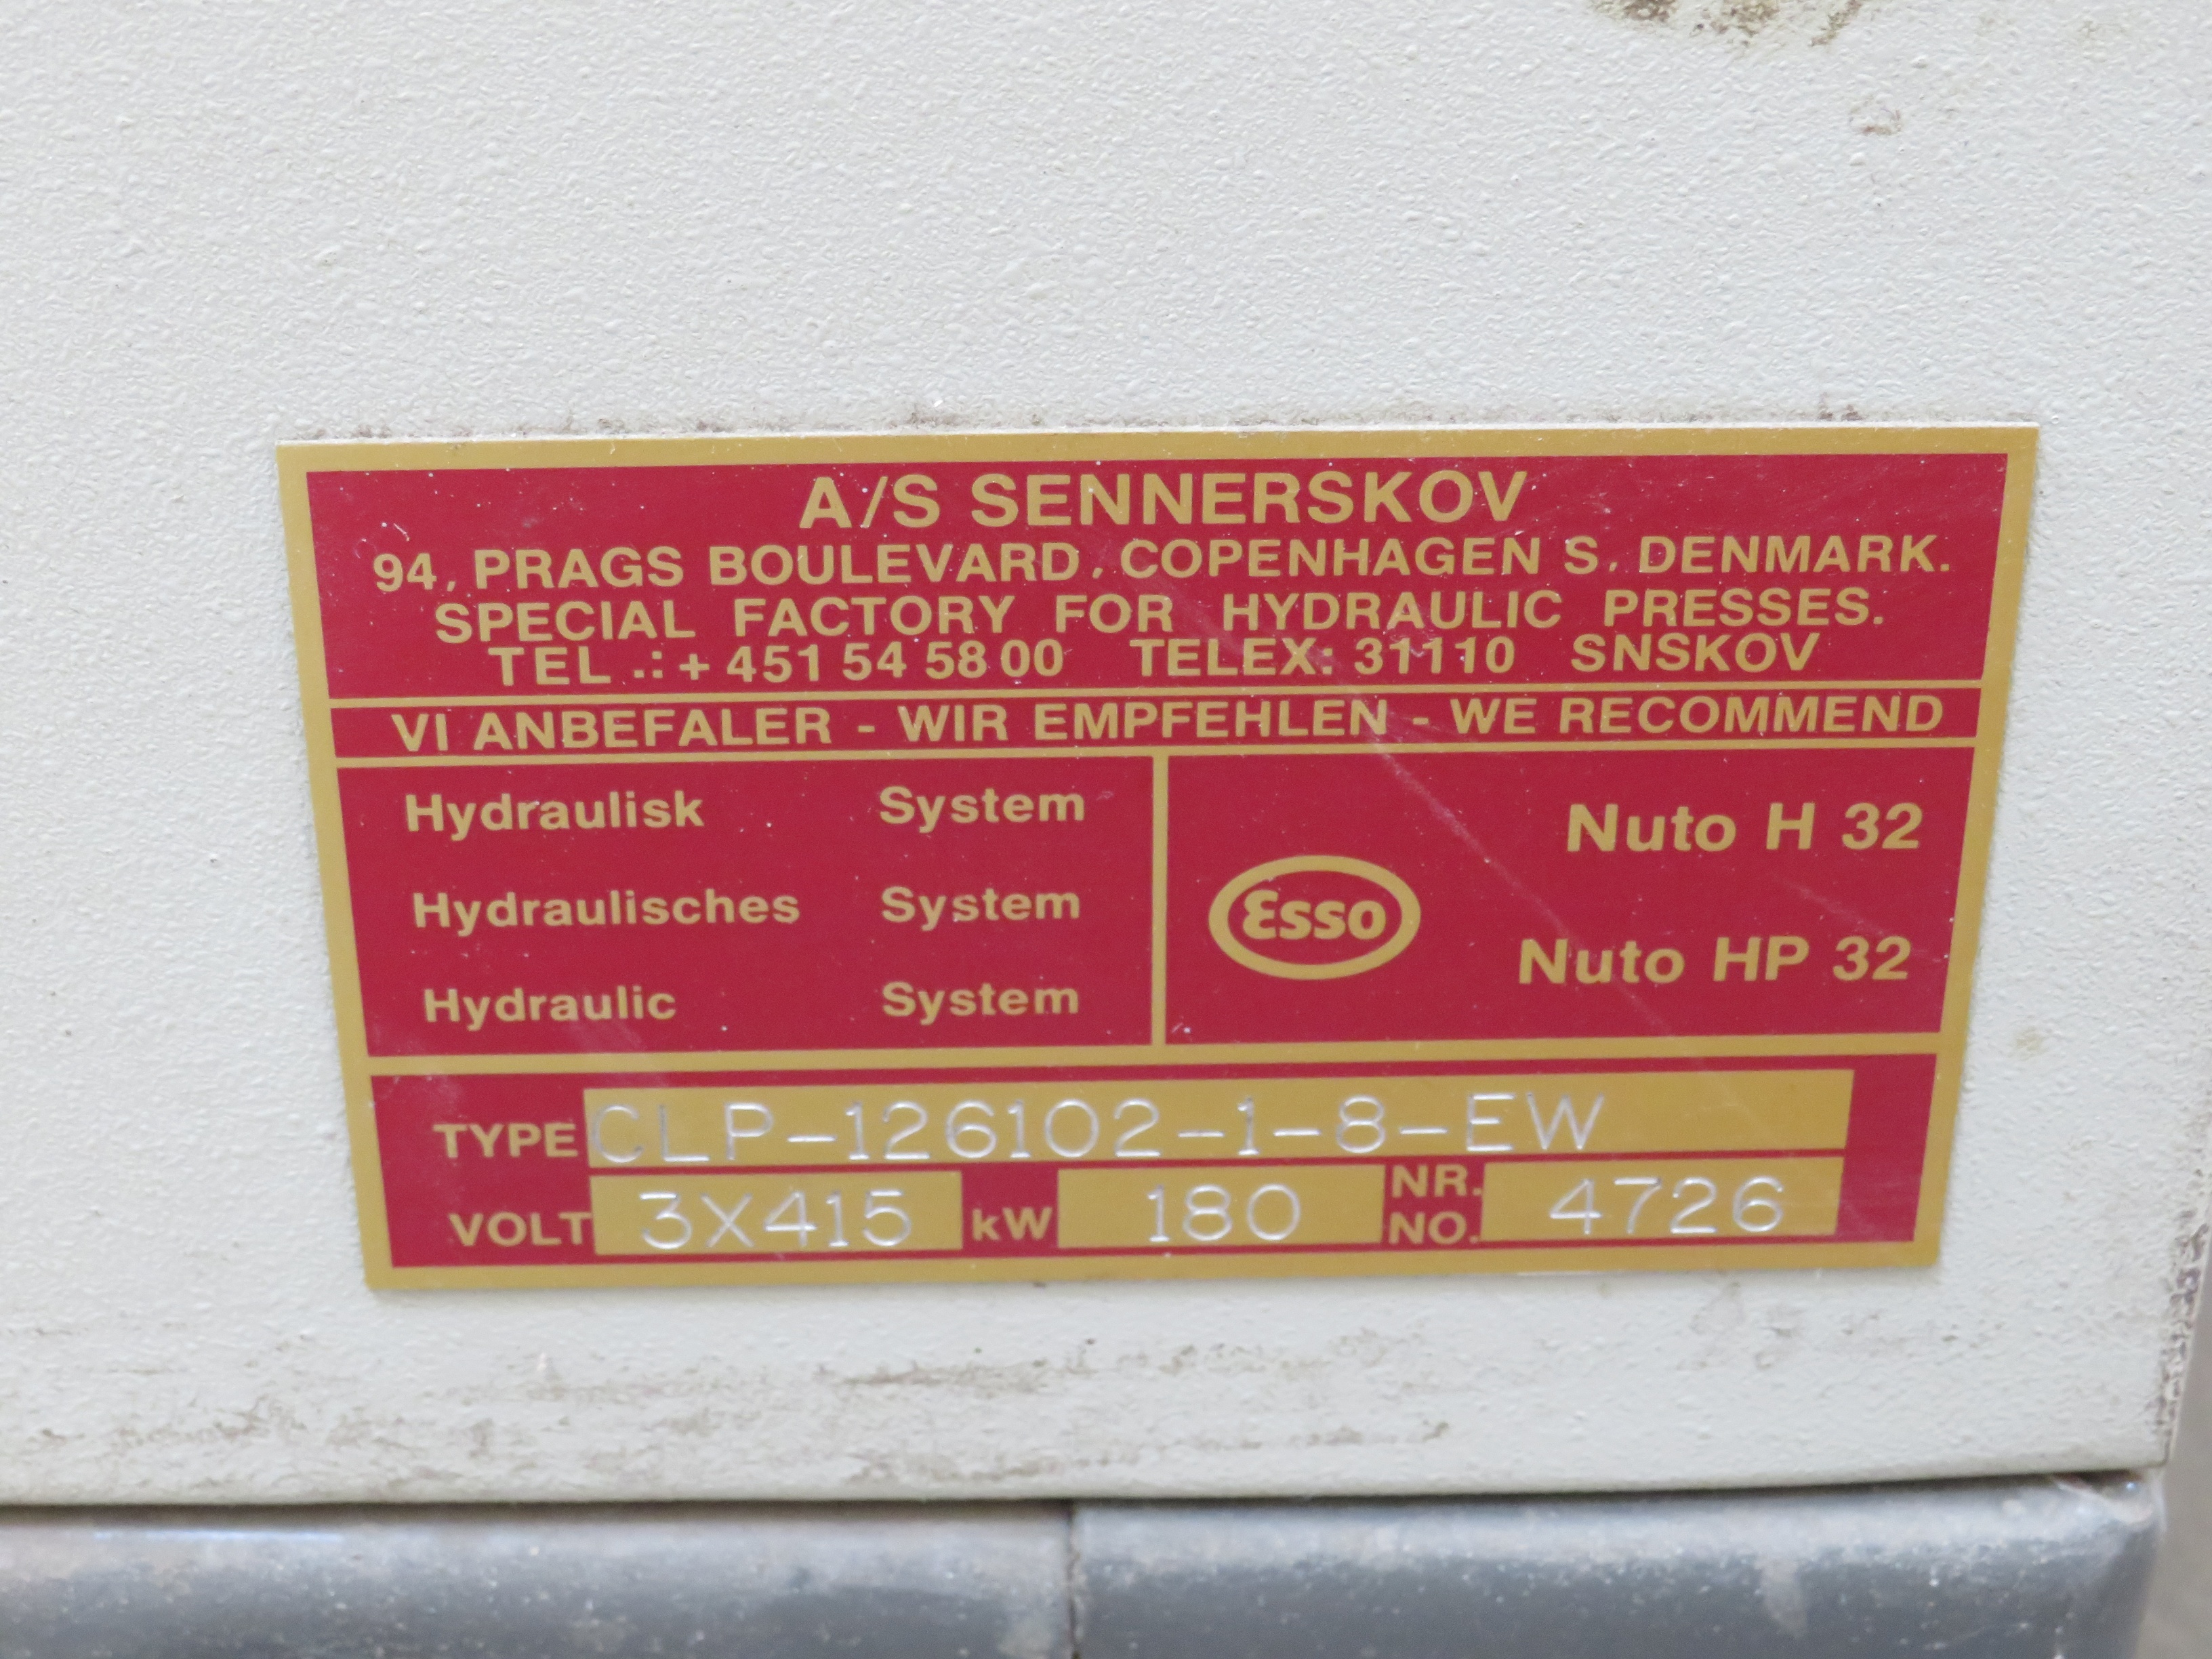 A/S SENNERSKOV
94, PRAGS BOULEVARD, COPENHAGEN S, DENMARK.
SPECIAL FACTORY FOR HYDRAULIC PRESSES.
TEL .: + 451 54 58 00 TELEX: 31110 SNSKOV
VI ANBEFALER - WIR EMPFEHLEN - WE RECOMMEND
Hydraulisk System
Hydraulisches System
Hydraulic System
Esso
Nuto H 32
Nuto HP 32
TYPE CLP-126102-1-8-EW
VOLT 3X415 kW 180 NR. NO. 4726